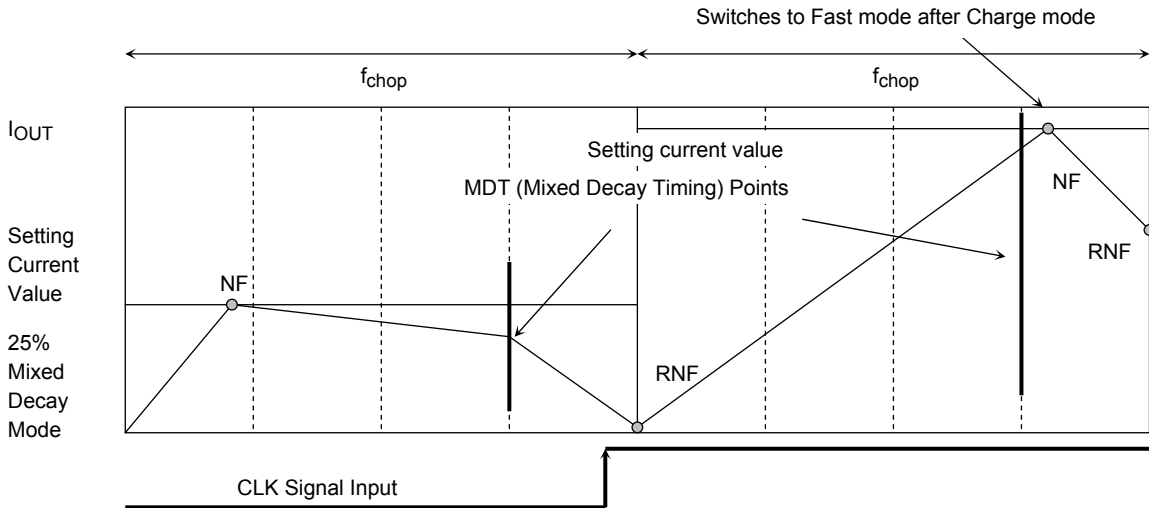 Switches to Fast mode after Charge mode
fchop
fchop
IOUT
Setting current value
MDT (Mixed Decay Timing) Points
NF
Setting
Current
Value
NF
RNF
25%
Mixed
Decay
Mode
RNF
CLK Signal Input